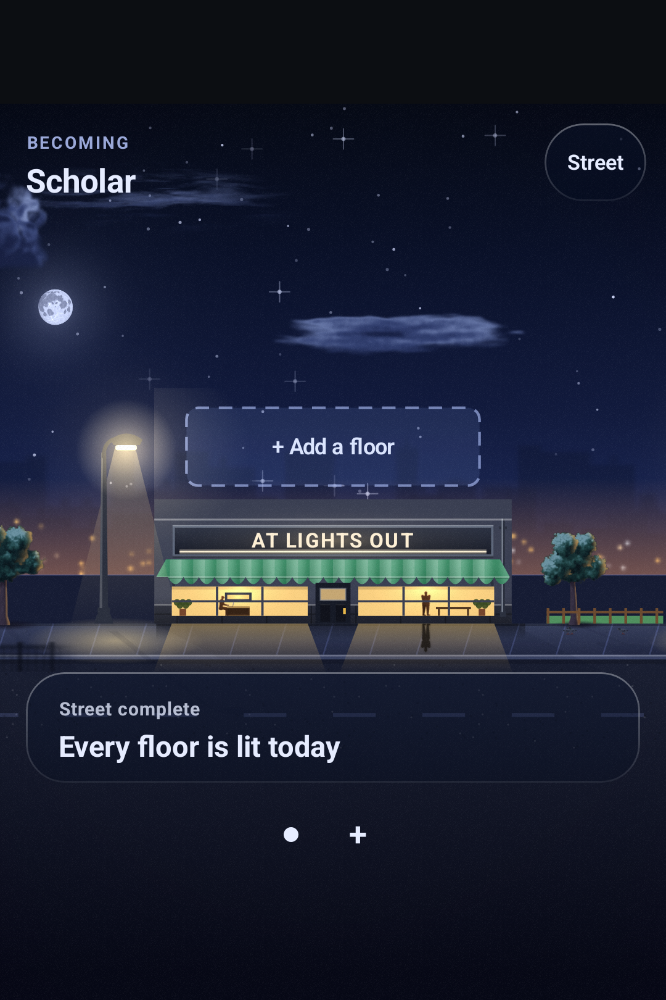 BECOMING
Scholar
Street
+ Add a floor
AT LIGHTS OUT
Street complete
Every floor is lit today
+